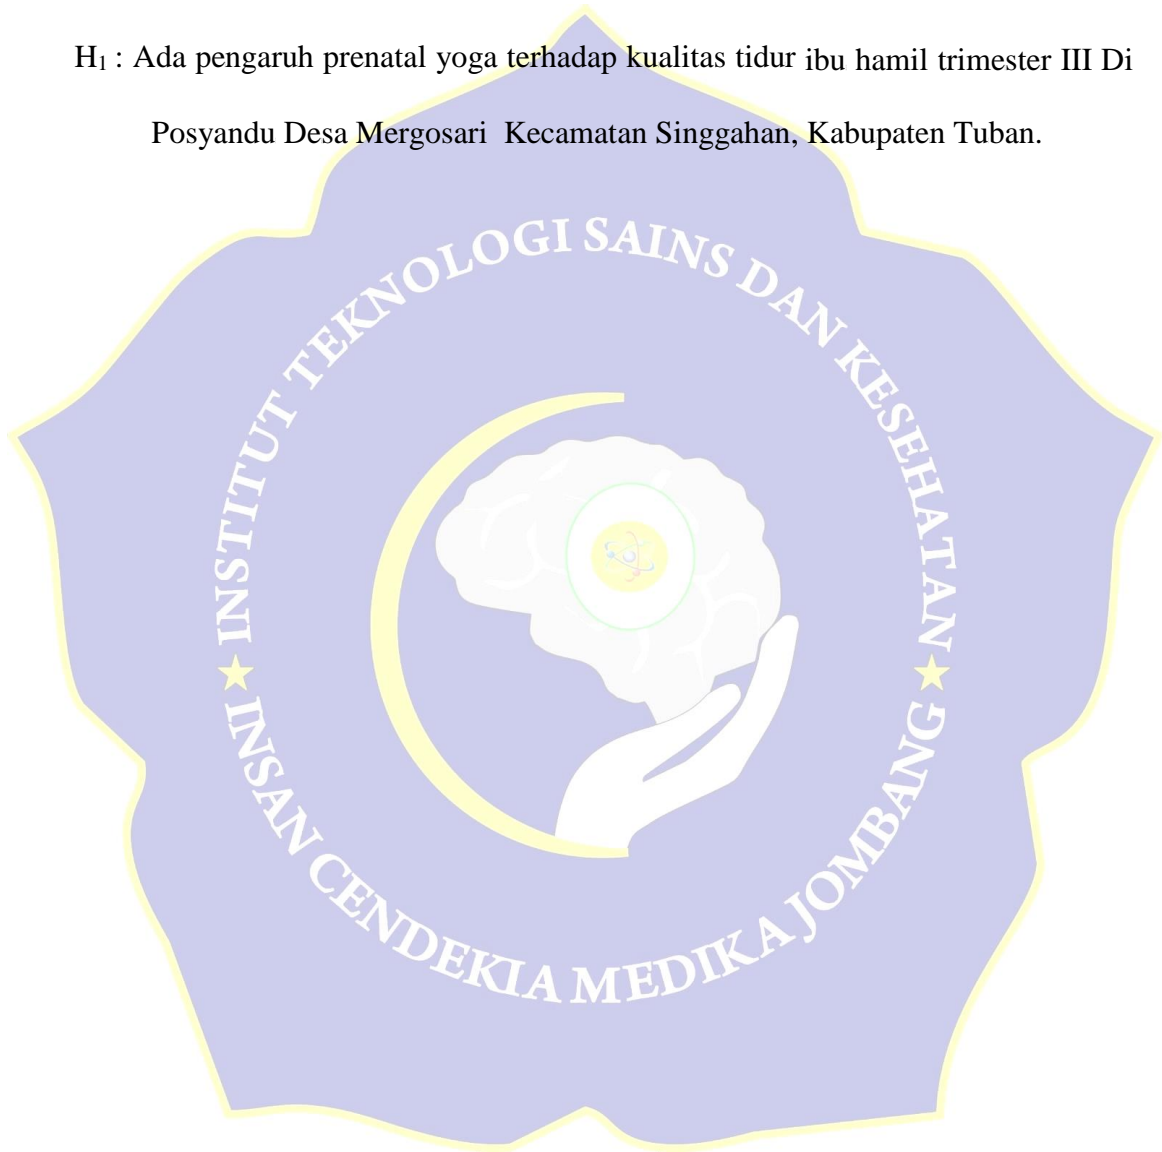 H₁ : Ada pengaruh prenatal yoga terhadap kualitas tidur ibu hamil trimester III Di
Posyandu Desa Mergosari Kecamatan Singgahan, Kabupaten Tuban.
INSTITUT TEKNOLOGI SAINS DAN KESEHATAN
INSAN CENDEKIA MEDIKA JOMBANG